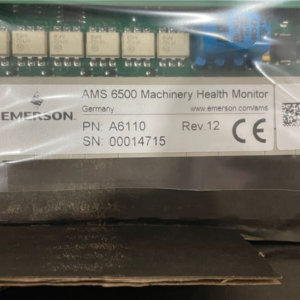 AMS 6500 Machinery Health Monitor
Germany www.emerson.com/ams
EMERSON
PN: A6110 Rev.12
SN: 00014715
CE